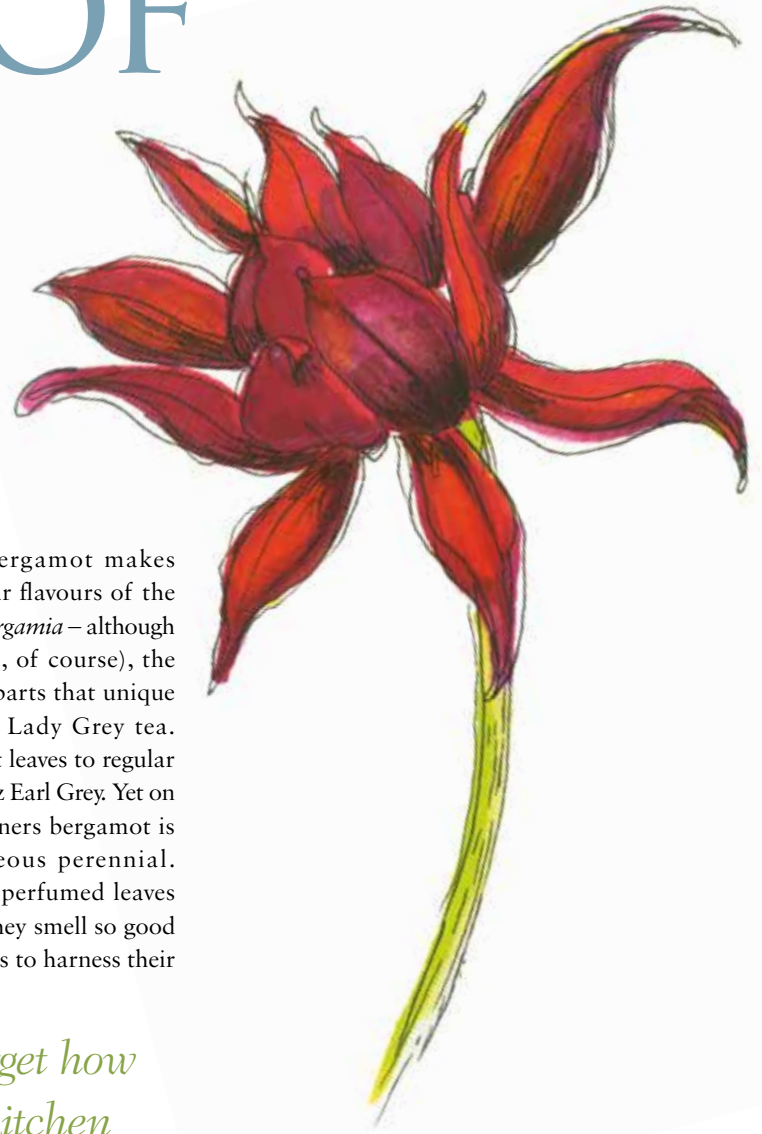 OF
ergamot makes
r flavours of the
rgamia – although
, of course), the
parts that unique
Lady Grey tea.
leaves to regular
z Earl Grey. Yet on
ners bergamot is
eous perennial.
perfumed leaves
ney smell so good
s to harness their
get how
itchen